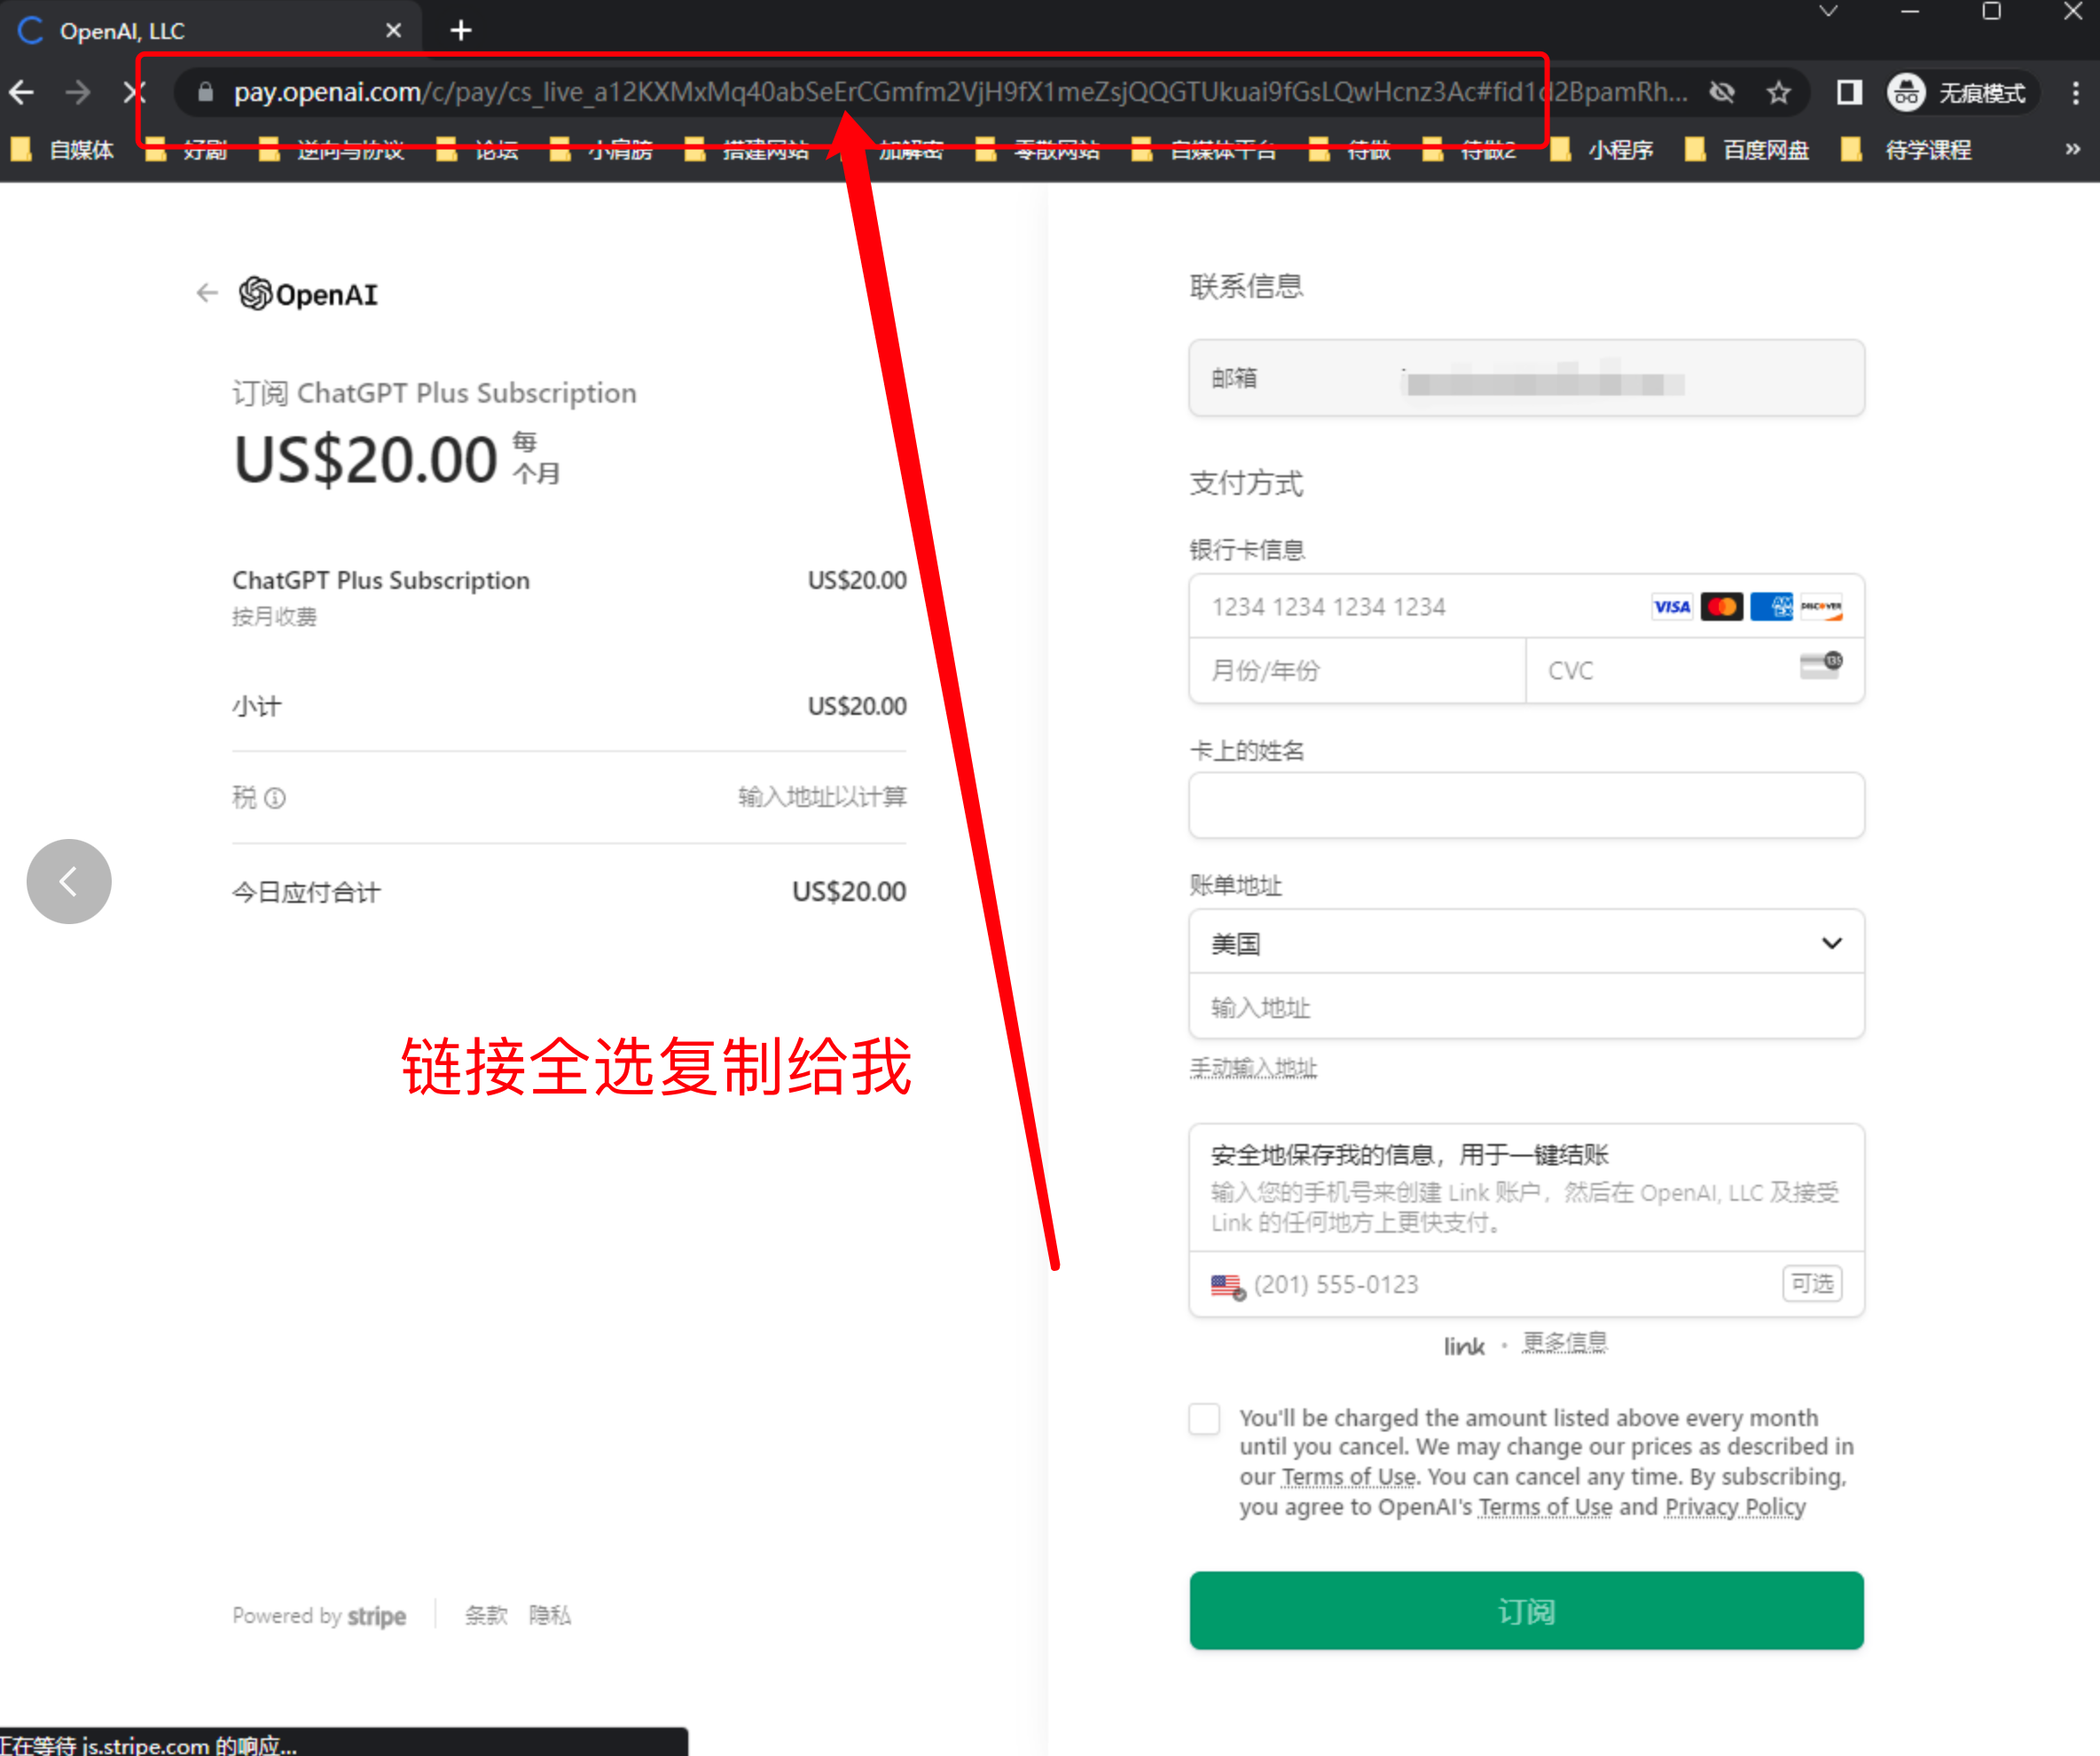 OpenAI, LLC
pay.openai.com/c/pay/cs_live_a12KXMxMq40abSeErCGmfm2VjH9fX1meZsjQQGTUkuai9fGsLQwHcnz3Ac#fid1d2BpamRh...
无痕模式
自媒体 好剧 逆向与协议 论坛 小肩膀 搭建网站 加解密 零散网站 自媒体平台 待做 待做2 小程序 百度网盘 待学课程 »
OpenAI
订阅 ChatGPT Plus Subscription
US$20.00 每
个月
ChatGPT Plus Subscription US$20.00
按月收费
小计 US$20.00
税 输入地址以计算
今日应付合计 US$20.00
链接全选复制给我
Powered by stripe 条款 隐私
正在等待 js.stripe.com 的响应...
联系信息
邮箱
支付方式
银行卡信息
1234 1234 1234 1234 VISA AMEX DISCOVER
月份/年份 CVC 135
卡上的姓名
账单地址
美国
输入地址
手动输入地址
安全地保存我的信息，用于一键结账
输入您的手机号来创建 Link 账户，然后在 OpenAI, LLC 及接受
Link 的任何地方上更快支付。
(201) 555-0123 可选
link · 更多信息
You'll be charged the amount listed above every month
until you cancel. We may change our prices as described in
our Terms of Use. You can cancel any time. By subscribing,
you agree to OpenAI's Terms of Use and Privacy Policy
订阅